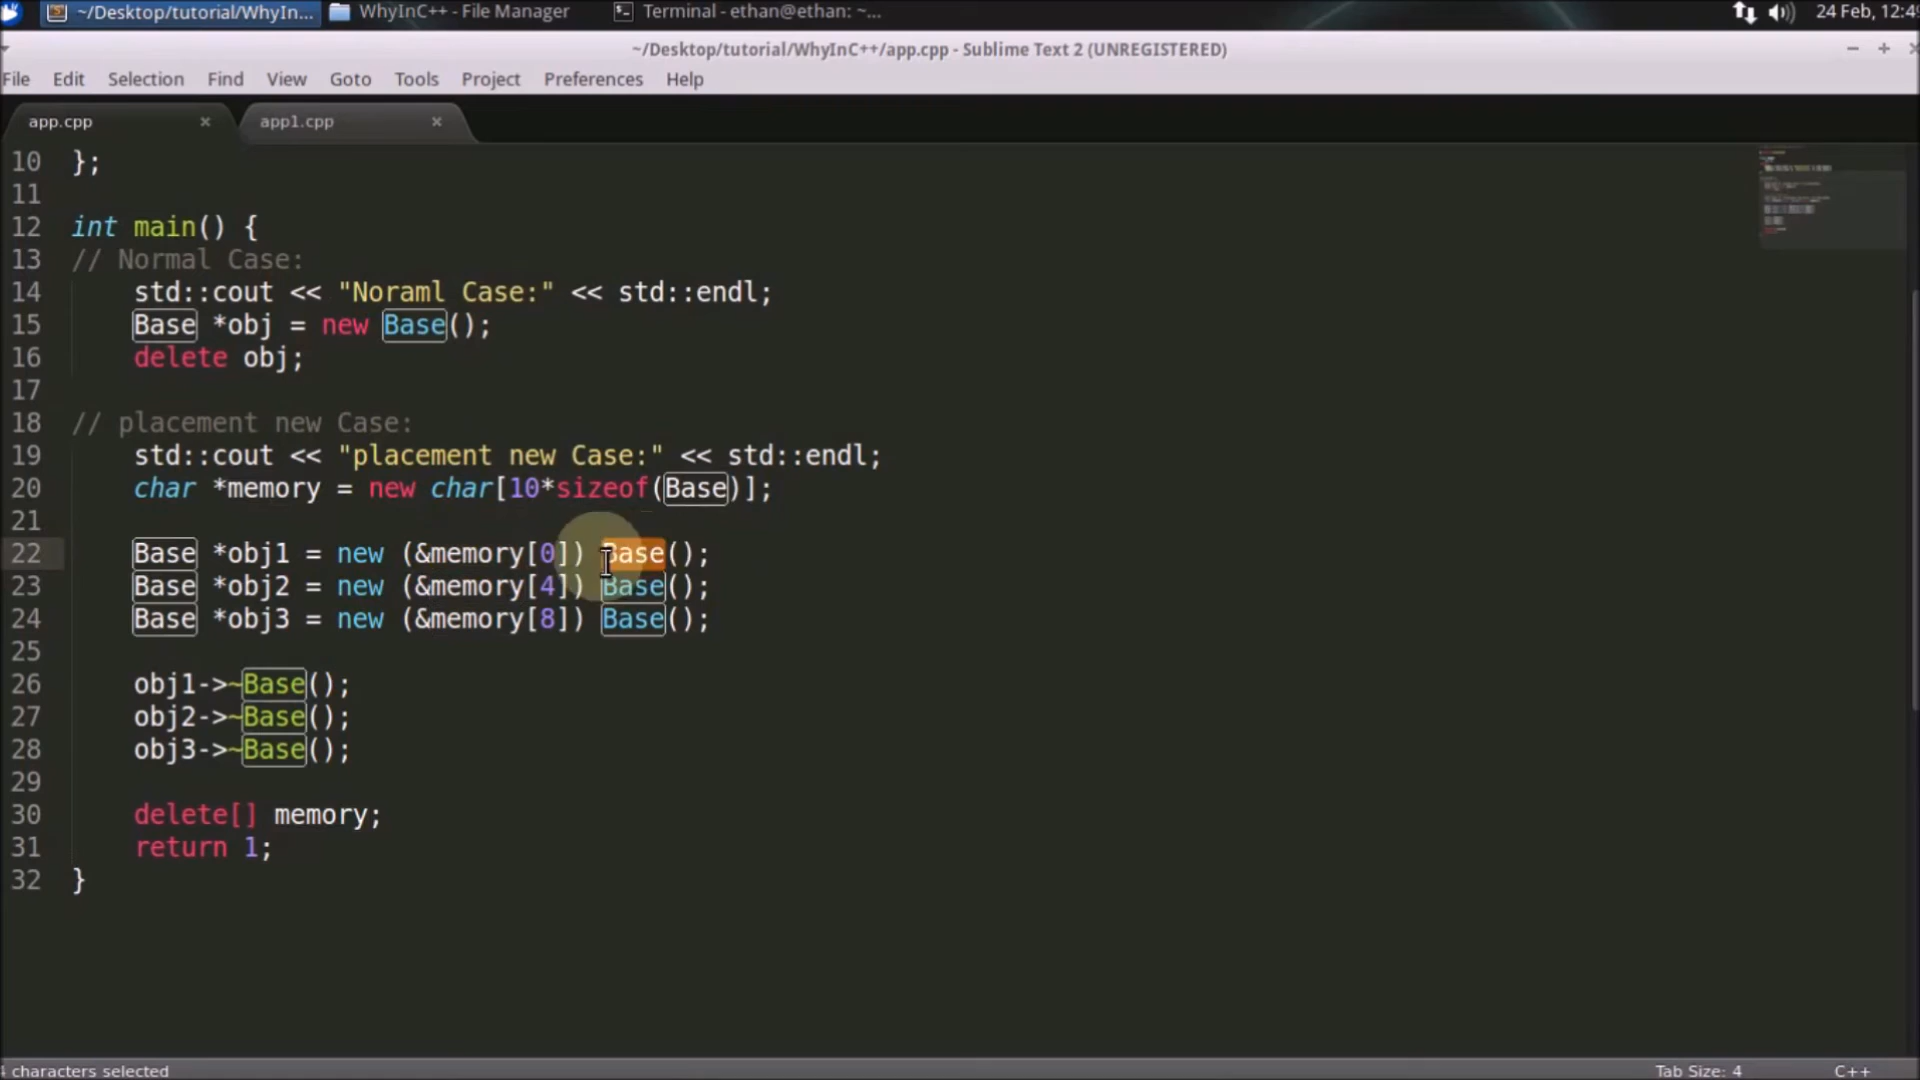 ~/Desktop/tutorial/WhyIn... WhyInC++ - File Manager Terminal - ethan@ethan: ~... 24 Feb, 12:4
~/Desktop/tutorial/WhyInC++/app.cpp - Sublime Text 2 (UNREGISTERED)
File Edit Selection Find View Goto Tools Project Preferences Help
app.cpp × app1.cpp ×
10 };
11
12 int main() {
13 // Normal Case:
14 std::cout << "Noraml Case:" << std::endl;
15 Base *obj = new Base();
16 delete obj;
17
18 // placement new Case:
19 std::cout << "placement new Case:" << std::endl;
20 char *memory = new char[10*sizeof(Base)];
21
22 Base *obj1 = new (&memory[0]) Base();
23 Base *obj2 = new (&memory[4]) Base();
24 Base *obj3 = new (&memory[8]) Base();
25
26 obj1->~Base();
27 obj2->~Base();
28 obj3->~Base();
29
30 delete[] memory;
31 return 1;
32 }
characters selected Tab Size: 4 C++